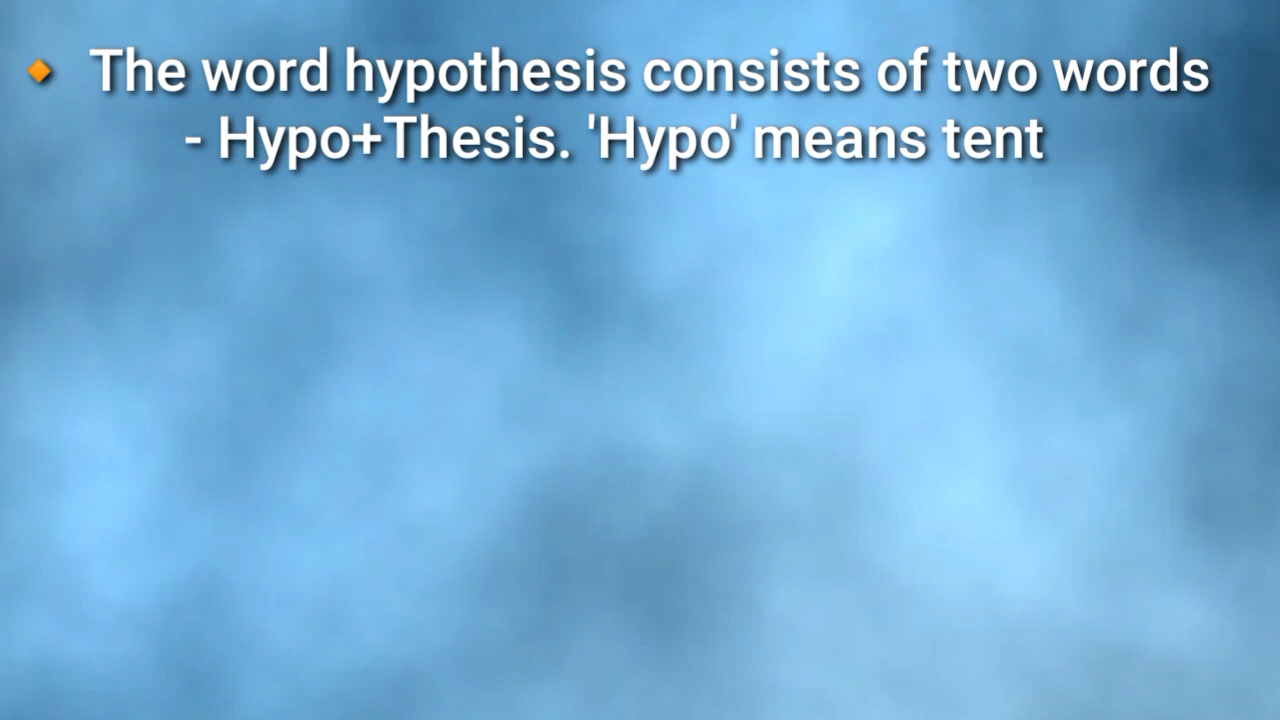 🔸 The word hypothesis consists of two words
- Hypo+Thesis. 'Hypo' means tent